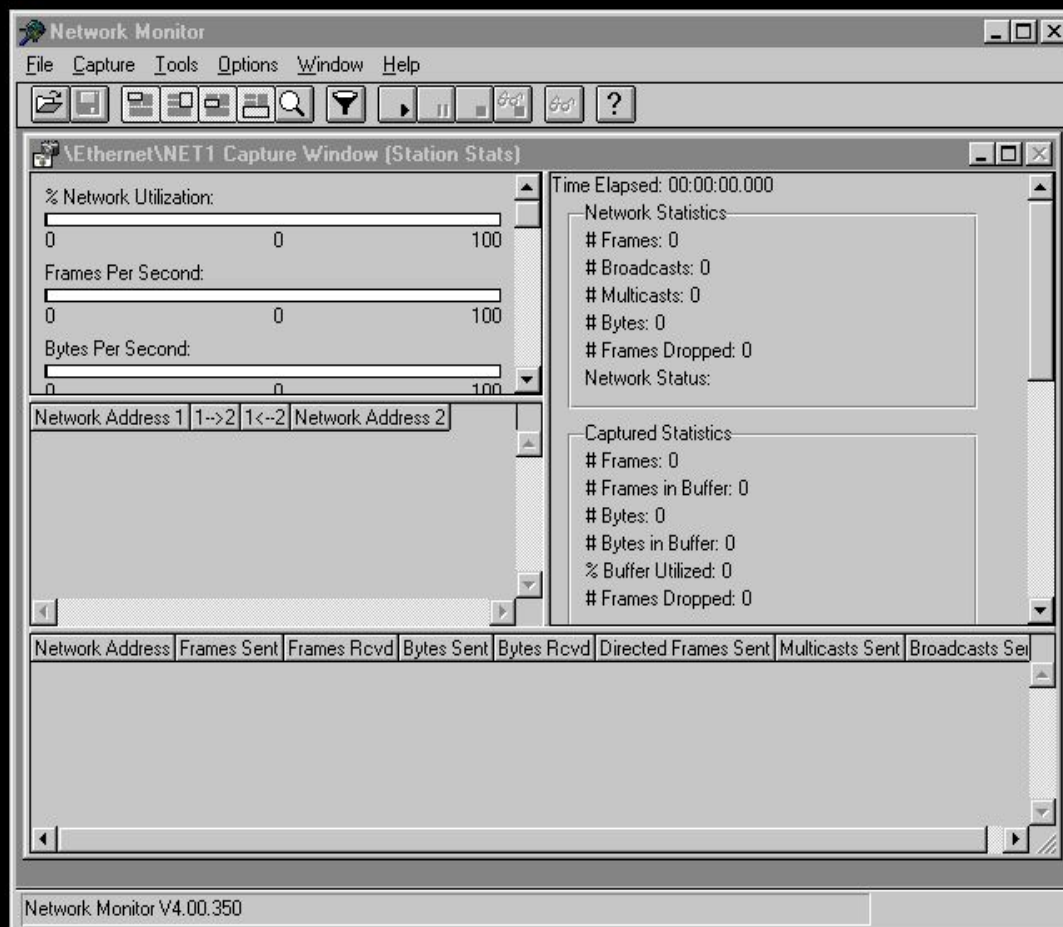 Network Monitor
File Capture Tools Options Window Help
\Ethernet\NET1 Capture Window (Station Stats)
% Network Utilization:
0 0 100
Frames Per Second:
0 0 100
Bytes Per Second:
0 0 100
Time Elapsed: 00:00:00.000
Network Statistics
# Frames: 0
# Broadcasts: 0
# Multicasts: 0
# Bytes: 0
# Frames Dropped: 0
Network Status:
Captured Statistics
# Frames: 0
# Frames in Buffer: 0
# Bytes: 0
# Bytes in Buffer: 0
% Buffer Utilized: 0
# Frames Dropped: 0
Network Address 1 1-->2 1<--2 Network Address 2
Network Address Frames Sent Frames Rcvd Bytes Sent Bytes Rcvd Directed Frames Sent Multicasts Sent Broadcasts Se
Network Monitor V4.00.350